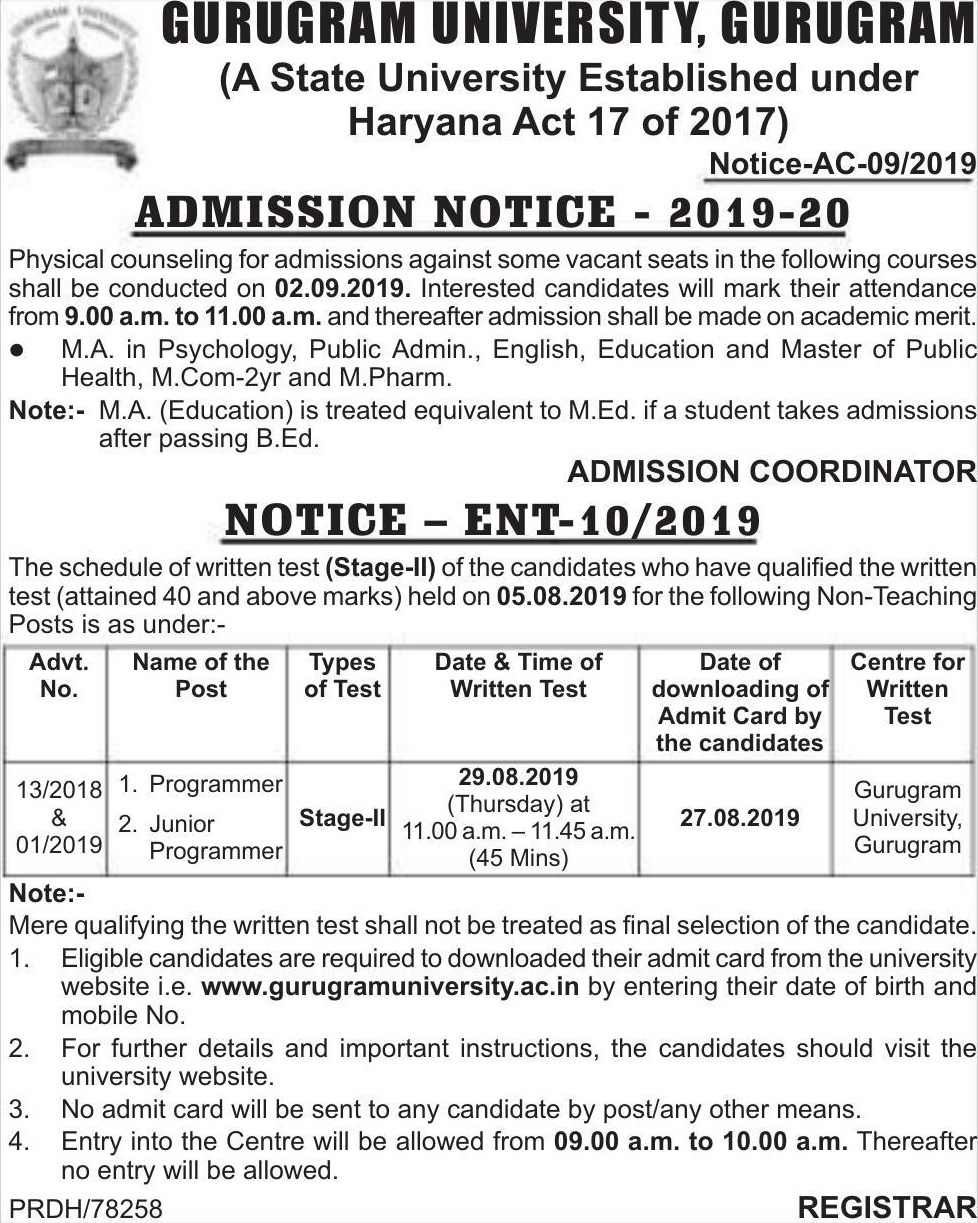 GURUGRAM UNIVERSITY
GURUGRAM UNIVERSITY, GURUGRAM
(A State University Established under
Haryana Act 17 of 2017)
Notice-AC-09/2019
ADMISSION NOTICE - 2019-20
Physical counseling for admissions against some vacant seats in the following courses
shall be conducted on 02.09.2019. Interested candidates will mark their attendance
from 9.00 a.m. to 11.00 a.m. and thereafter admission shall be made on academic merit.
● M.A. in Psychology, Public Admin., English, Education and Master of Public
Health, M.Com-2yr and M.Pharm.
Note:- M.A. (Education) is treated equivalent to M.Ed. if a student takes admissions
after passing B.Ed.
ADMISSION COORDINATOR
NOTICE – ENT-10/2019
The schedule of written test (Stage-II) of the candidates who have qualified the written
test (attained 40 and above marks) held on 05.08.2019 for the following Non-Teaching
Posts is as under:-
Advt.
No.
Name of the
Post
Types
of Test
Date & Time of
Written Test
Date of
downloading of
Admit Card by
the candidates
Centre for
Written
Test
13/2018
&
01/2019
1. Programmer
2. Junior
Programmer
Stage-II
29.08.2019
(Thursday) at
11.00 a.m. – 11.45 a.m.
(45 Mins)
27.08.2019
Gurugram
University,
Gurugram
Note:-
Mere qualifying the written test shall not be treated as final selection of the candidate.
1. Eligible candidates are required to downloaded their admit card from the university
website i.e. www.gurugramuniversity.ac.in by entering their date of birth and
mobile No.
2. For further details and important instructions, the candidates should visit the
university website.
3. No admit card will be sent to any candidate by post/any other means.
4. Entry into the Centre will be allowed from 09.00 a.m. to 10.00 a.m. Thereafter
no entry will be allowed.
PRDH/78258
REGISTRAR